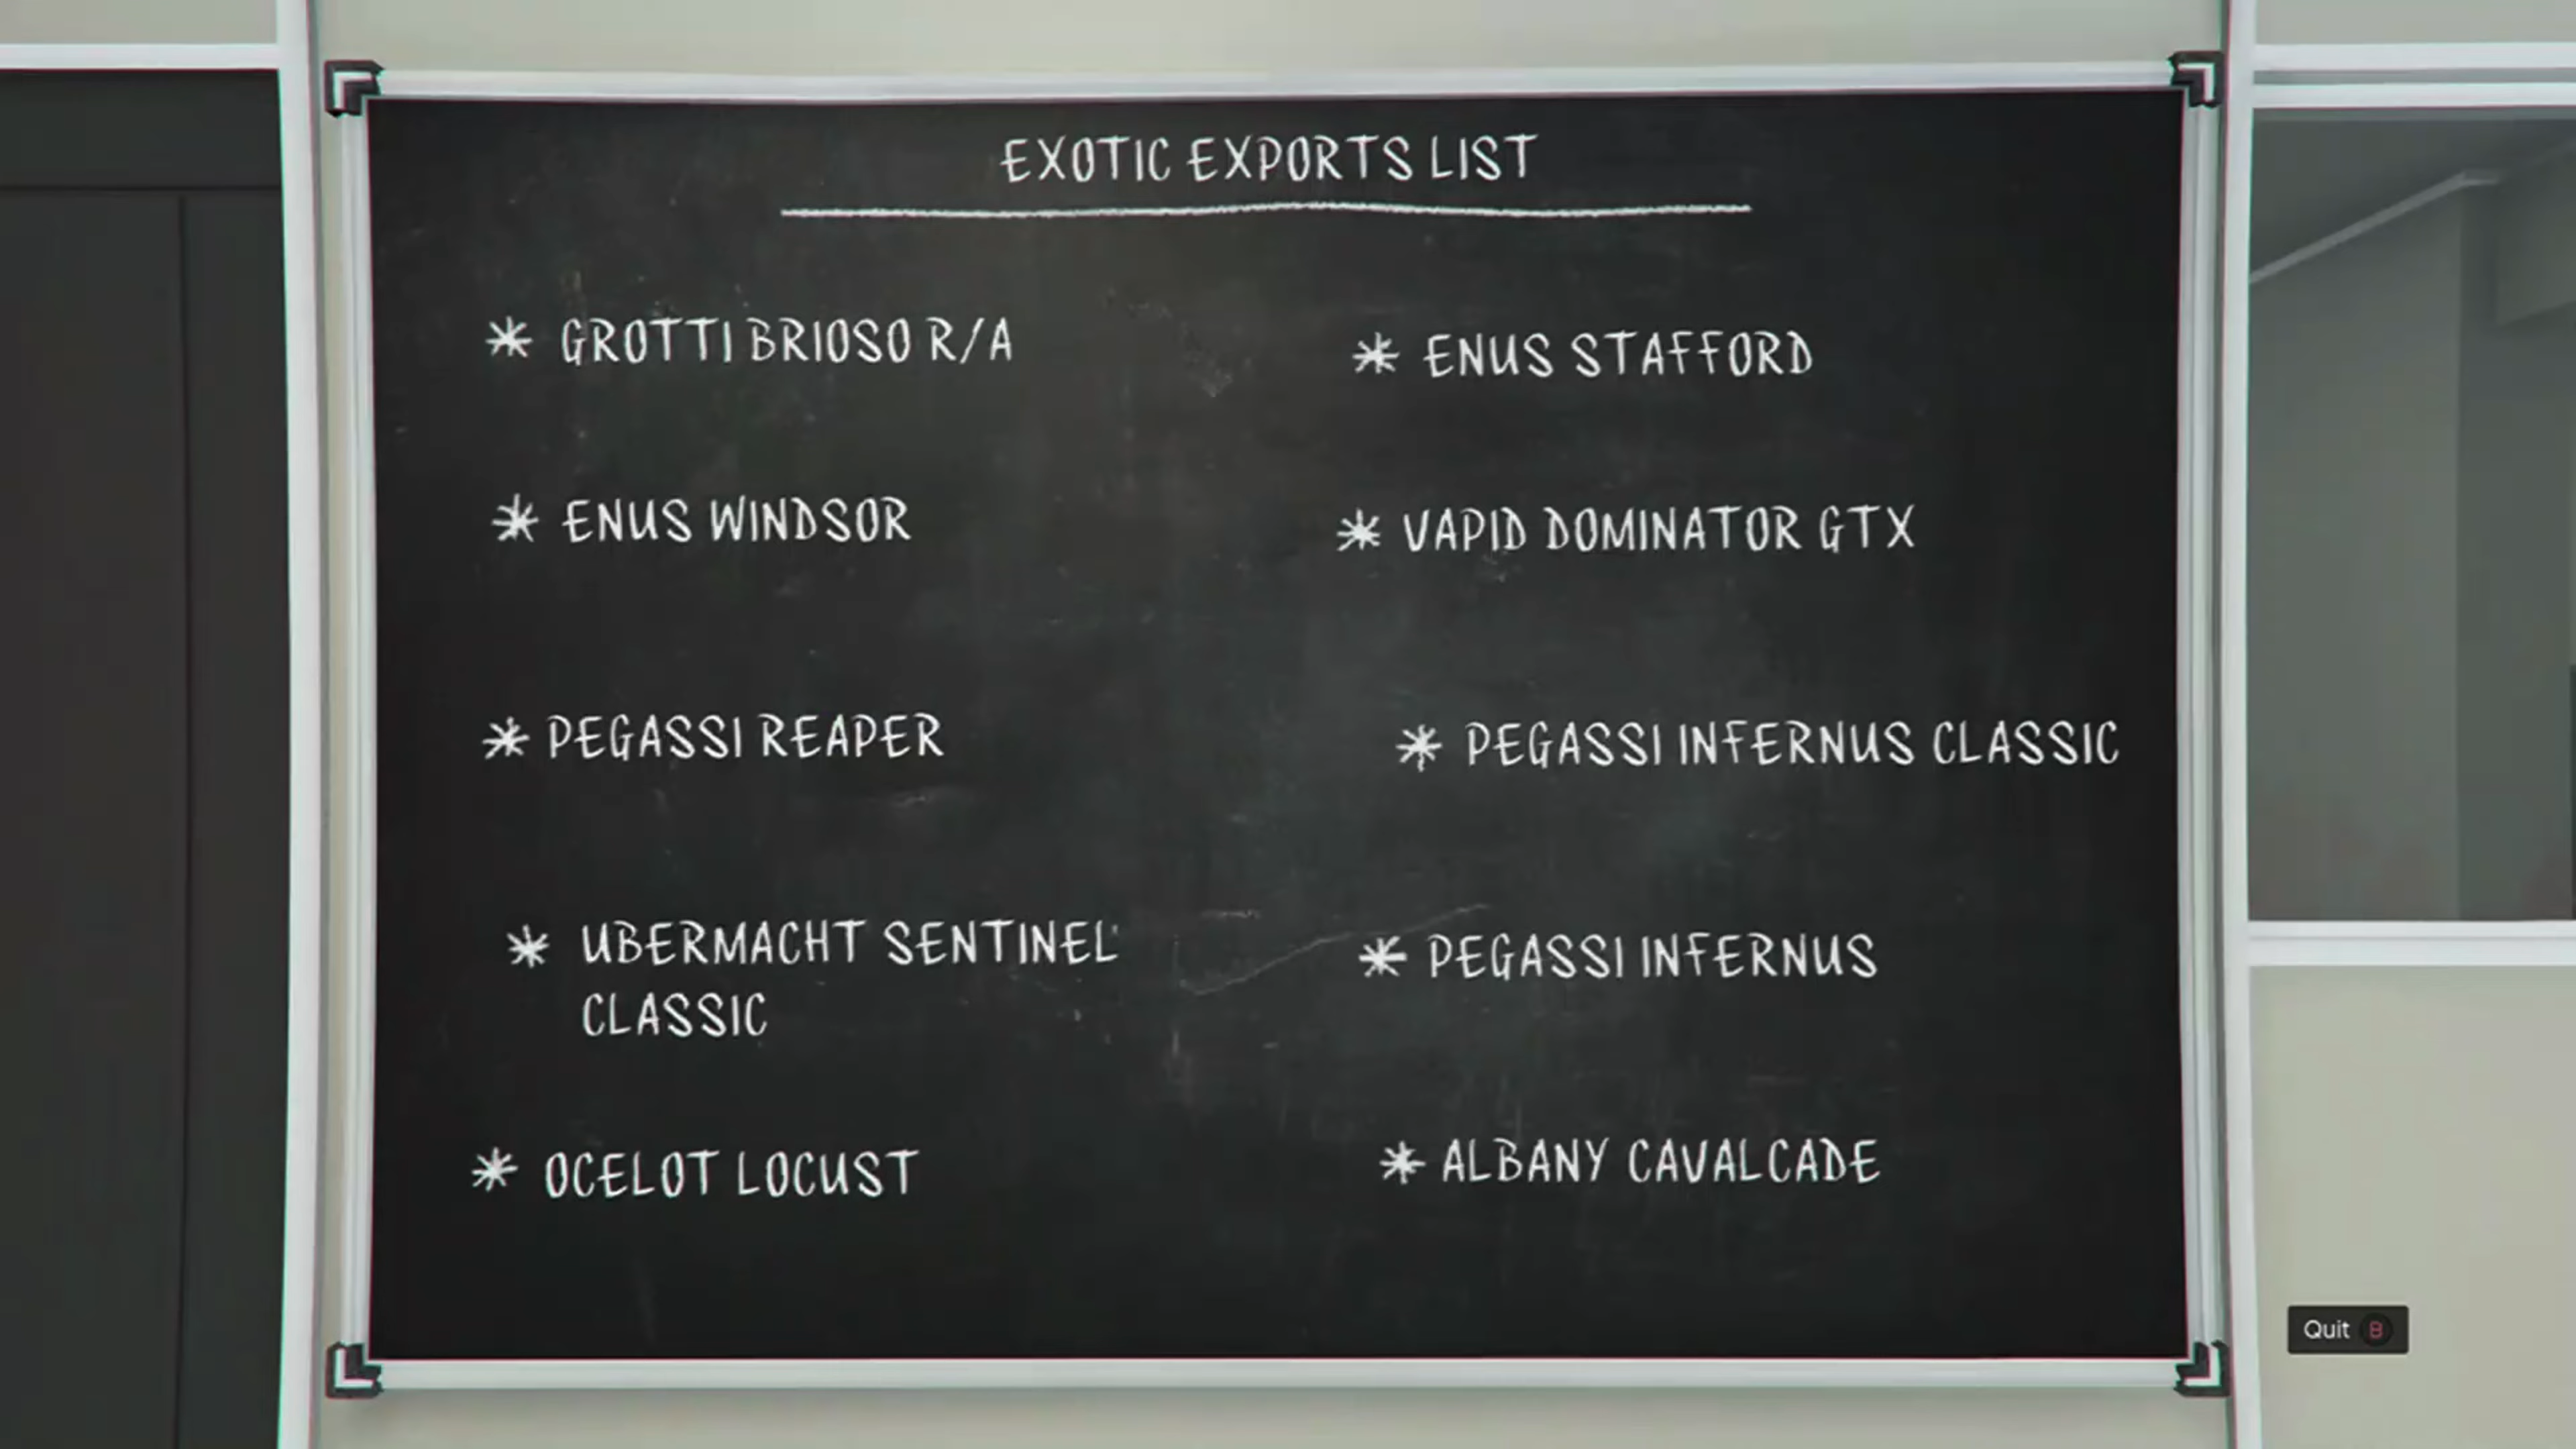 EXOTIC EXPORTS LIST
* GROTTI BRIOSO R/A
* ENUS WINDSOR
* PEGASSI REAPER
* UBERMACHT SENTINEL
CLASSIC
* OCELOT LOCUST
* ENUS STAFFORD
* VAPID DOMINATOR GTX
* PEGASSI INFERNUS CLASSIC
* PEGASSI INFERNUS
* ALBANY CAVALCADE
Quit B